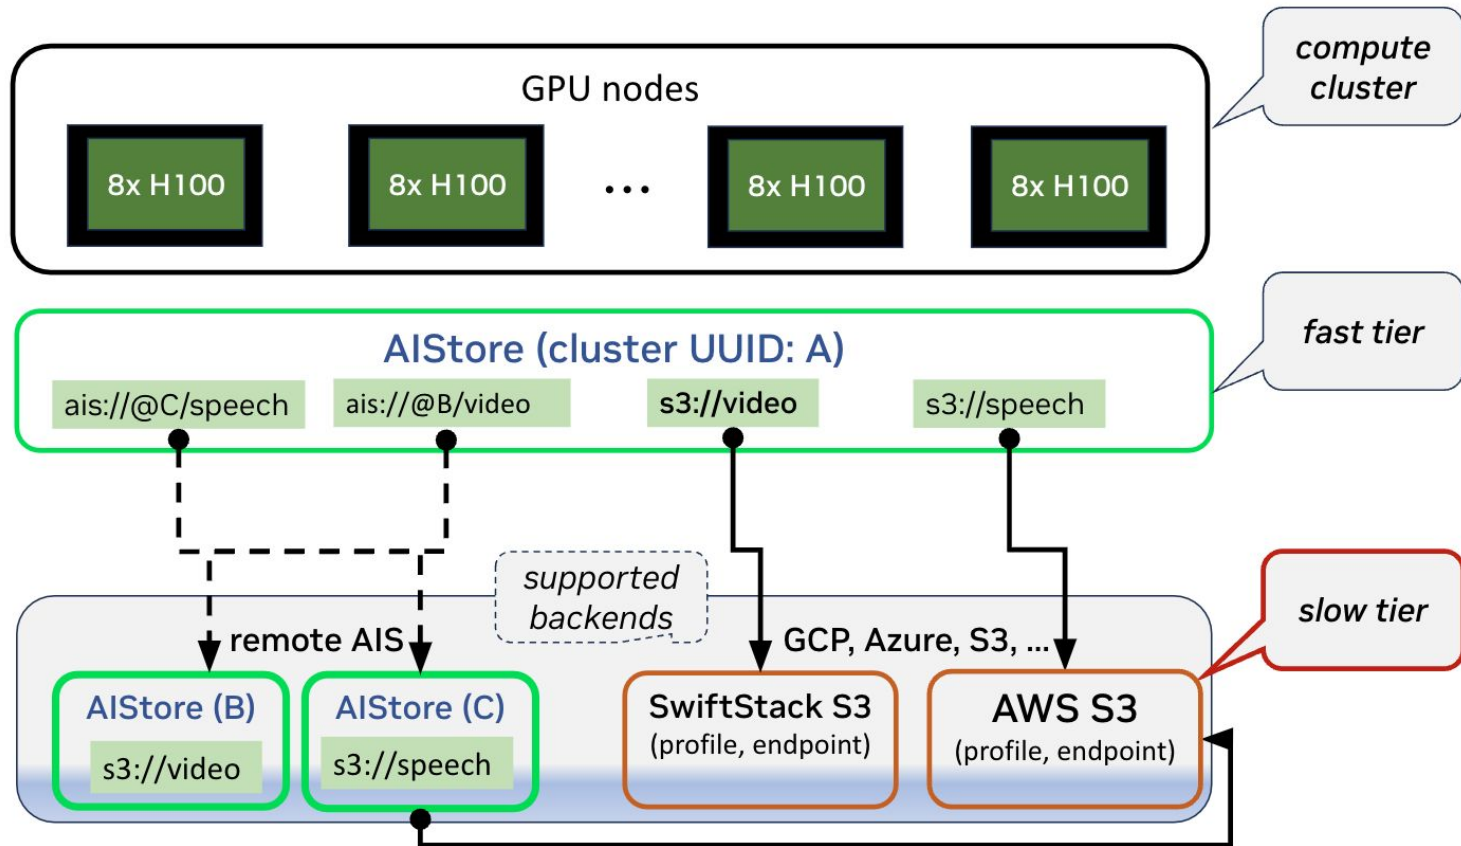 compute
cluster
GPU nodes
8x H100
8x H100
...
8x H100
8x H100
fast tier
AIStore (cluster UUID: A)
ais://@C/speech
ais://@B/video
s3://video
s3://speech
supported
backends
slow tier
remote AIS
GCP, Azure, S3, ...
AIStore (B)
s3://video
AIStore (C)
s3://speech
SwiftStack S3
(profile, endpoint)
AWS S3
(profile, endpoint)